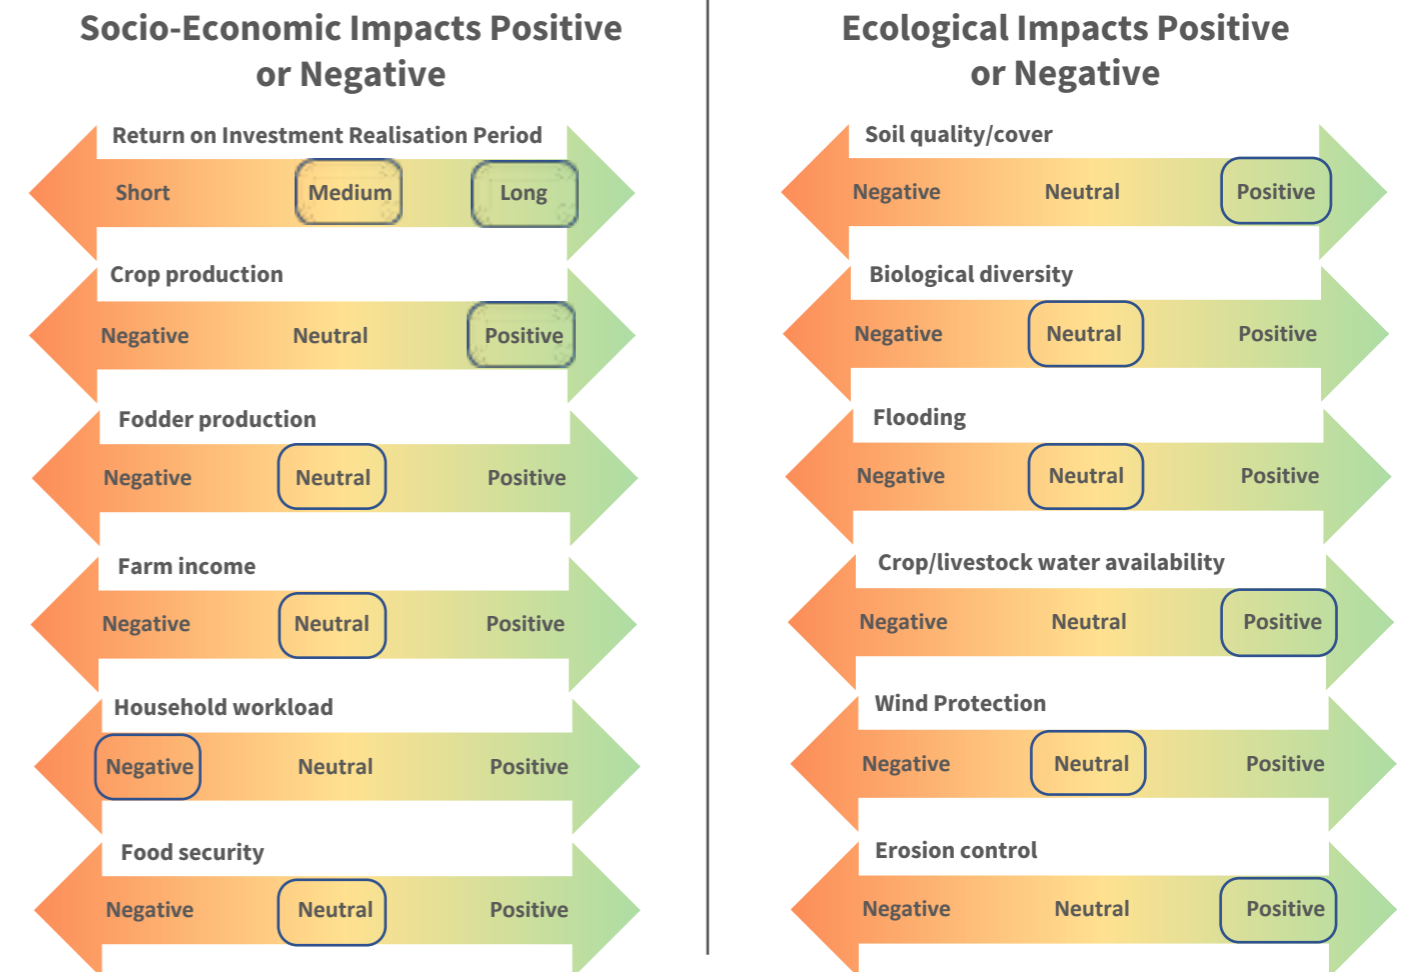 Socio-Economic Impacts Positive
or Negative
Return on Investment Realisation Period
Short Medium Long
Crop production
Negative Neutral Positive
Fodder production
Negative Neutral Positive
Farm income
Negative Neutral Positive
Household workload
Negative Neutral Positive
Food security
Negative Neutral Positive
Ecological Impacts Positive
or Negative
Soil quality/cover
Negative Neutral Positive
Biological diversity
Negative Neutral Positive
Flooding
Negative Neutral Positive
Crop/livestock water availability
Negative Neutral Positive
Wind Protection
Negative Neutral Positive
Erosion control
Negative Neutral Positive